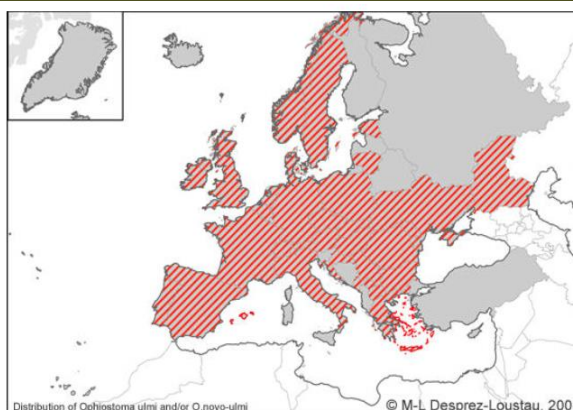 Distribution of Ophiostoma ulmi and/or O.novo-ulmi
© M-L Desprez-Loustau, 200